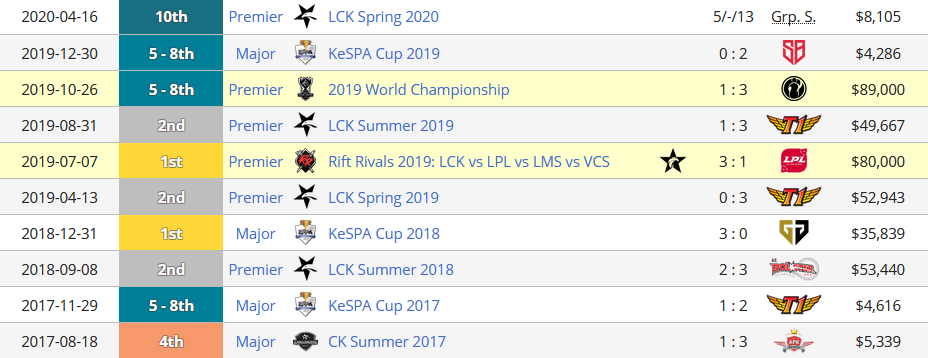 2020-04-16 10th Premier LCK Spring 2020 5/-/13 Grp. S. $8,105
2019-12-30 5 - 8th Major KeSPA Cup 2019 0 : 2 SB $4,286
2019-10-26 5 - 8th Premier 2019 World Championship 1 : 3 $89,000
2019-08-31 2nd Premier LCK Summer 2019 1 : 3 T1 $49,667
2019-07-07 1st Premier Rift Rivals 2019: LCK vs LPL vs LMS vs VCS 3 : 1 LPL $80,000
2019-04-13 2nd Premier LCK Spring 2019 0 : 3 T1 $52,943
2018-12-31 1st Major KeSPA Cup 2018 3 : 0 $35,839
2018-09-08 2nd Premier LCK Summer 2018 2 : 3 $53,440
2017-11-29 5 - 8th Major KeSPA Cup 2017 1 : 2 T1 $4,616
2017-08-18 4th Major CK Summer 2017 1 : 3 $5,339